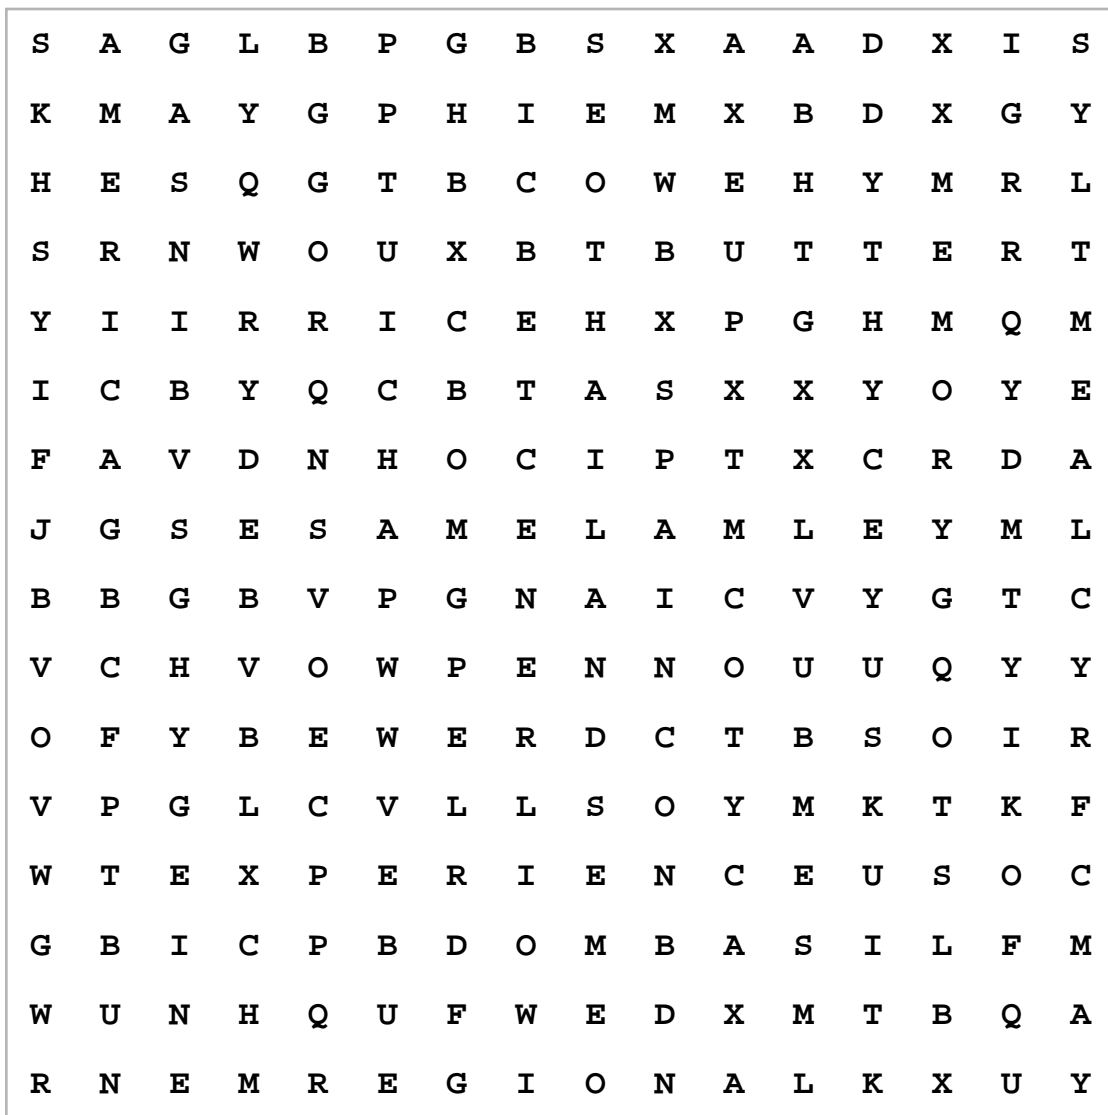 S A G L B P G B S X A A D X I S
K M A Y G P H I E M X B D X G Y
H E S Q G T B C O W E H Y M R L
S R N W O U X B T B U T T E R T
Y I I R R I C E H X P G H M Q M
I C B Y Q C B T A S X X Y O Y E
F A V D N H O C I P T X C R D A
J G S E S A M E L A M L E Y M L
B B G B V P G N A I C V Y G T C
V C H V O W P E N N O U U Q Y Y
O F Y B E W E R D C T B S O I R
V P G L C V L L S O Y M K T K F
W T E X P E R I E N C E U S O C
G B I C P B D O M B A S I L F M
W U N H Q U F W E D X M T B Q A
R N E M R E G I O N A L K X U Y